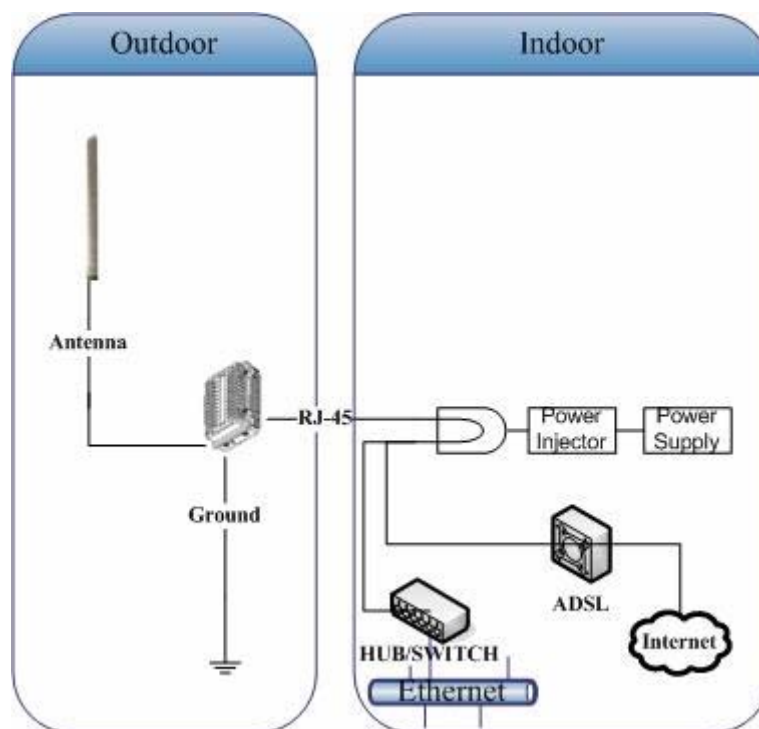 Outdoor
Indoor
Antenna
RJ-45
Power
Injector
Power
Supply
Ground
ADSL
Internet
HUB/SWITCH
Ethernet